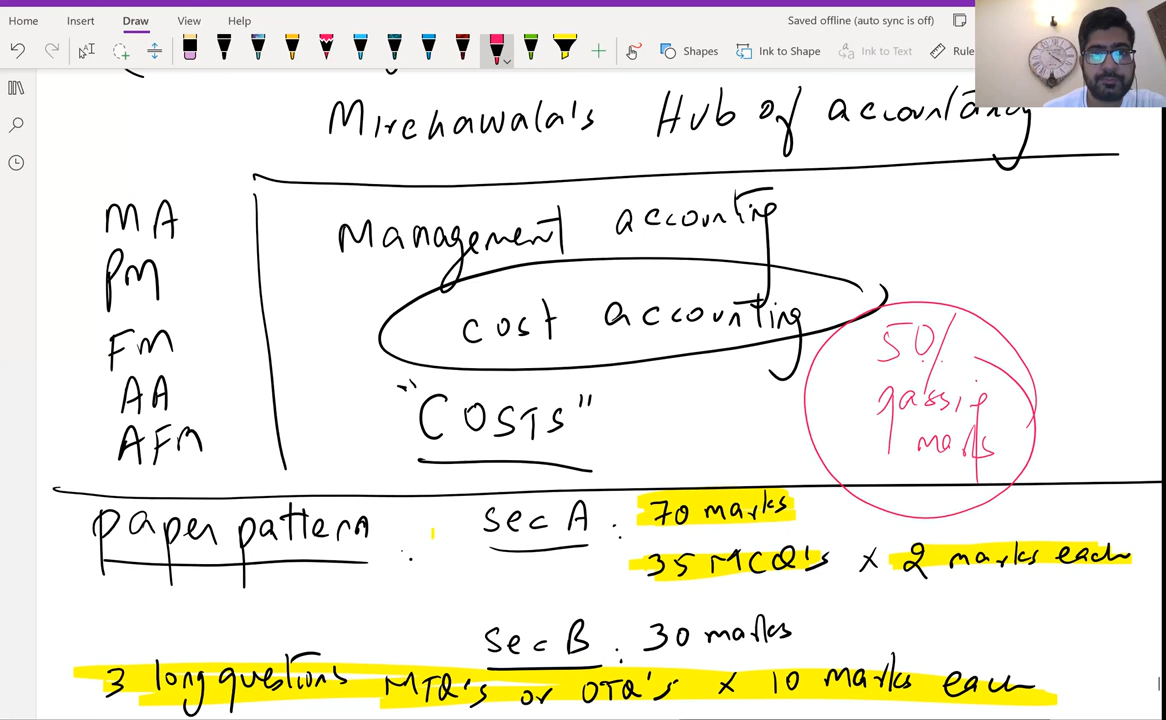 Home Insert Draw View Help Saved offline (auto sync is off)
Shapes Ink to Shape Ink to Text Rule
Mirchawala's Hub of accountancy
MA
PM
FM
AA
AFM
Management accounting
cost accounting
"COSTS"
50%
passing
marks
paper pattern : sec A : 70 marks
35 MCQ's x 2 marks each
sec B : 30 marks
3 long questions MTQ's or OTQ's x 10 marks each